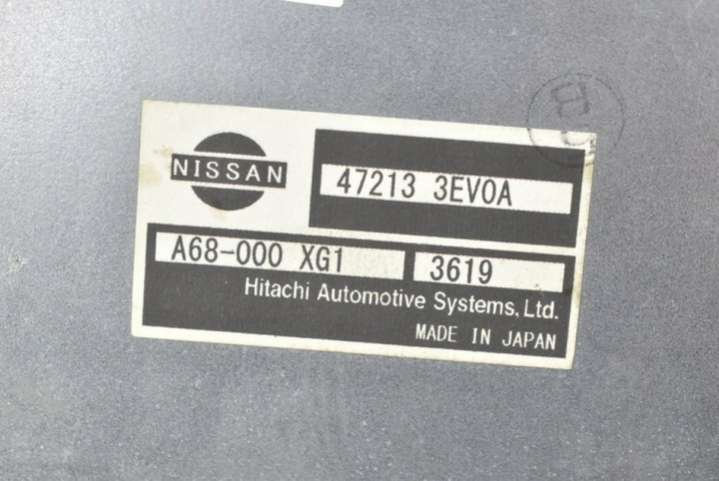 NISSAN
47213 3EV0A
A68-000 XG1
3619
Hitachi Automotive Systems, Ltd.
MADE IN JAPAN